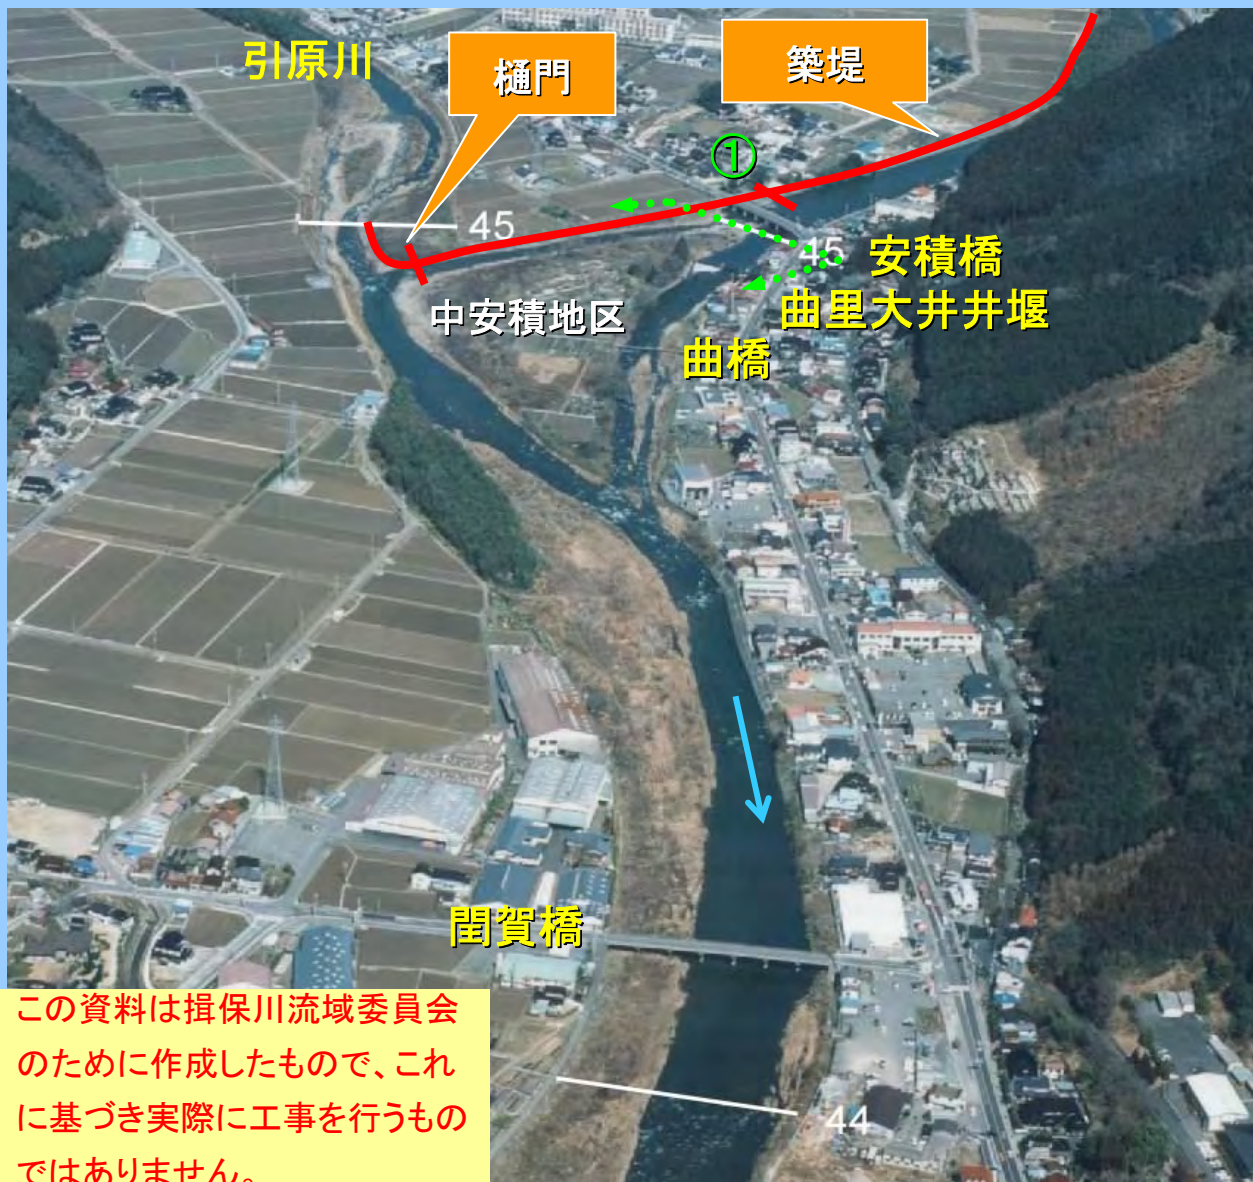 引原川
樋門
築堤
①
45
45
安積橋
曲里大井井堰
中安積地区
曲橋
閏賀橋
44
この資料は揖保川流域委員会
のために作成したもので、これ
に基づき実際に工事を行うもの
ではありません。